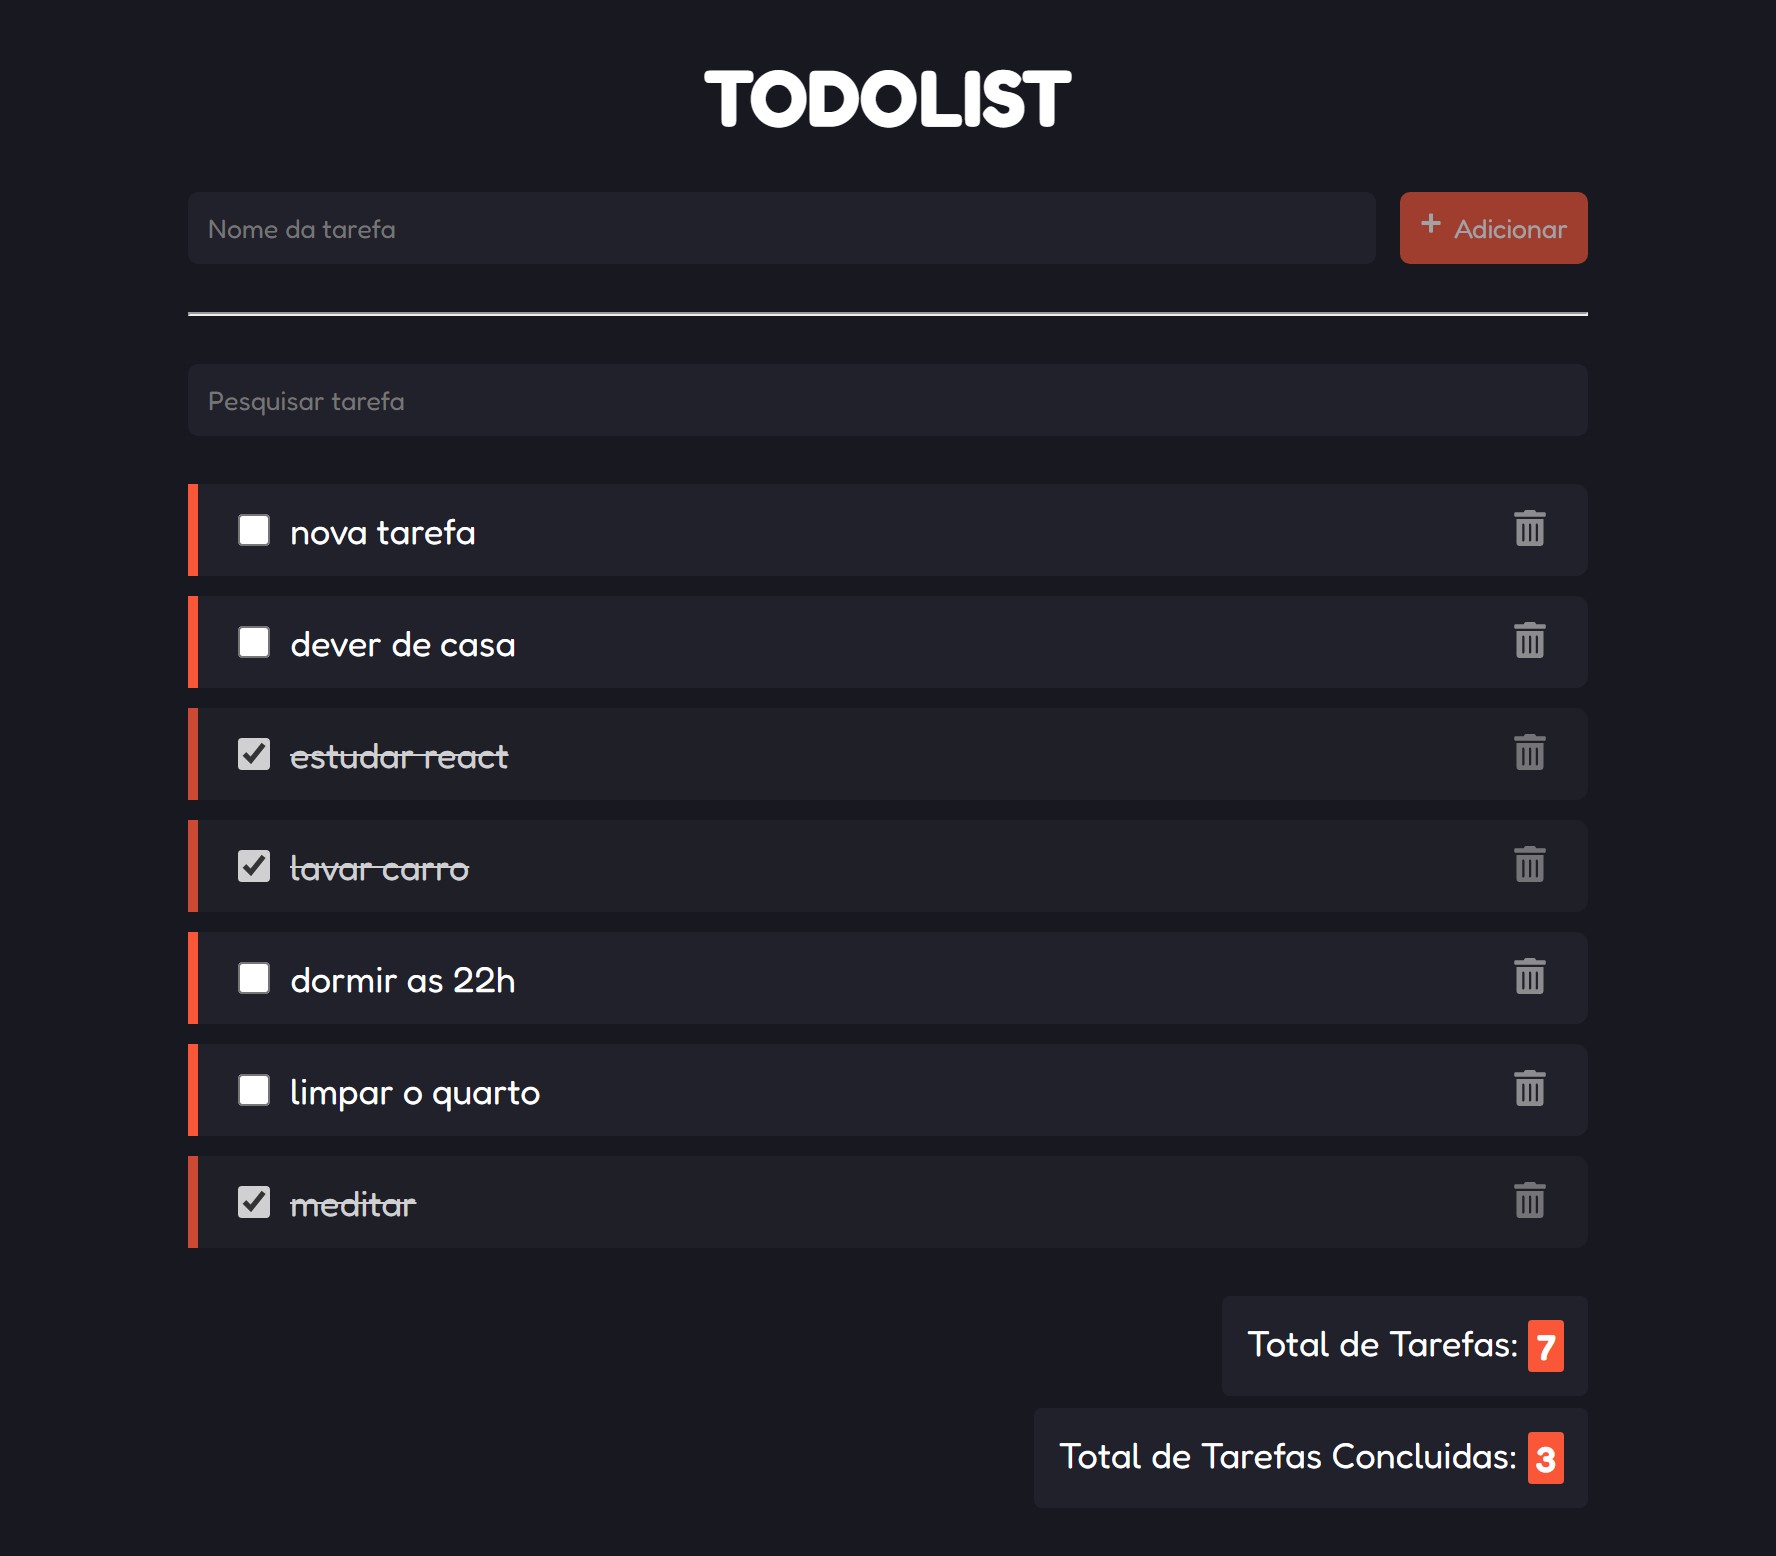 TODOLIST
Nome da tarefa
+ Adicionar
Pesquisar tarefa
nova tarefa
dever de casa
estudar react
lavar carro
dormir as 22h
limpar o quarto
meditar
Total de Tarefas: 7
Total de Tarefas Concluidas: 3